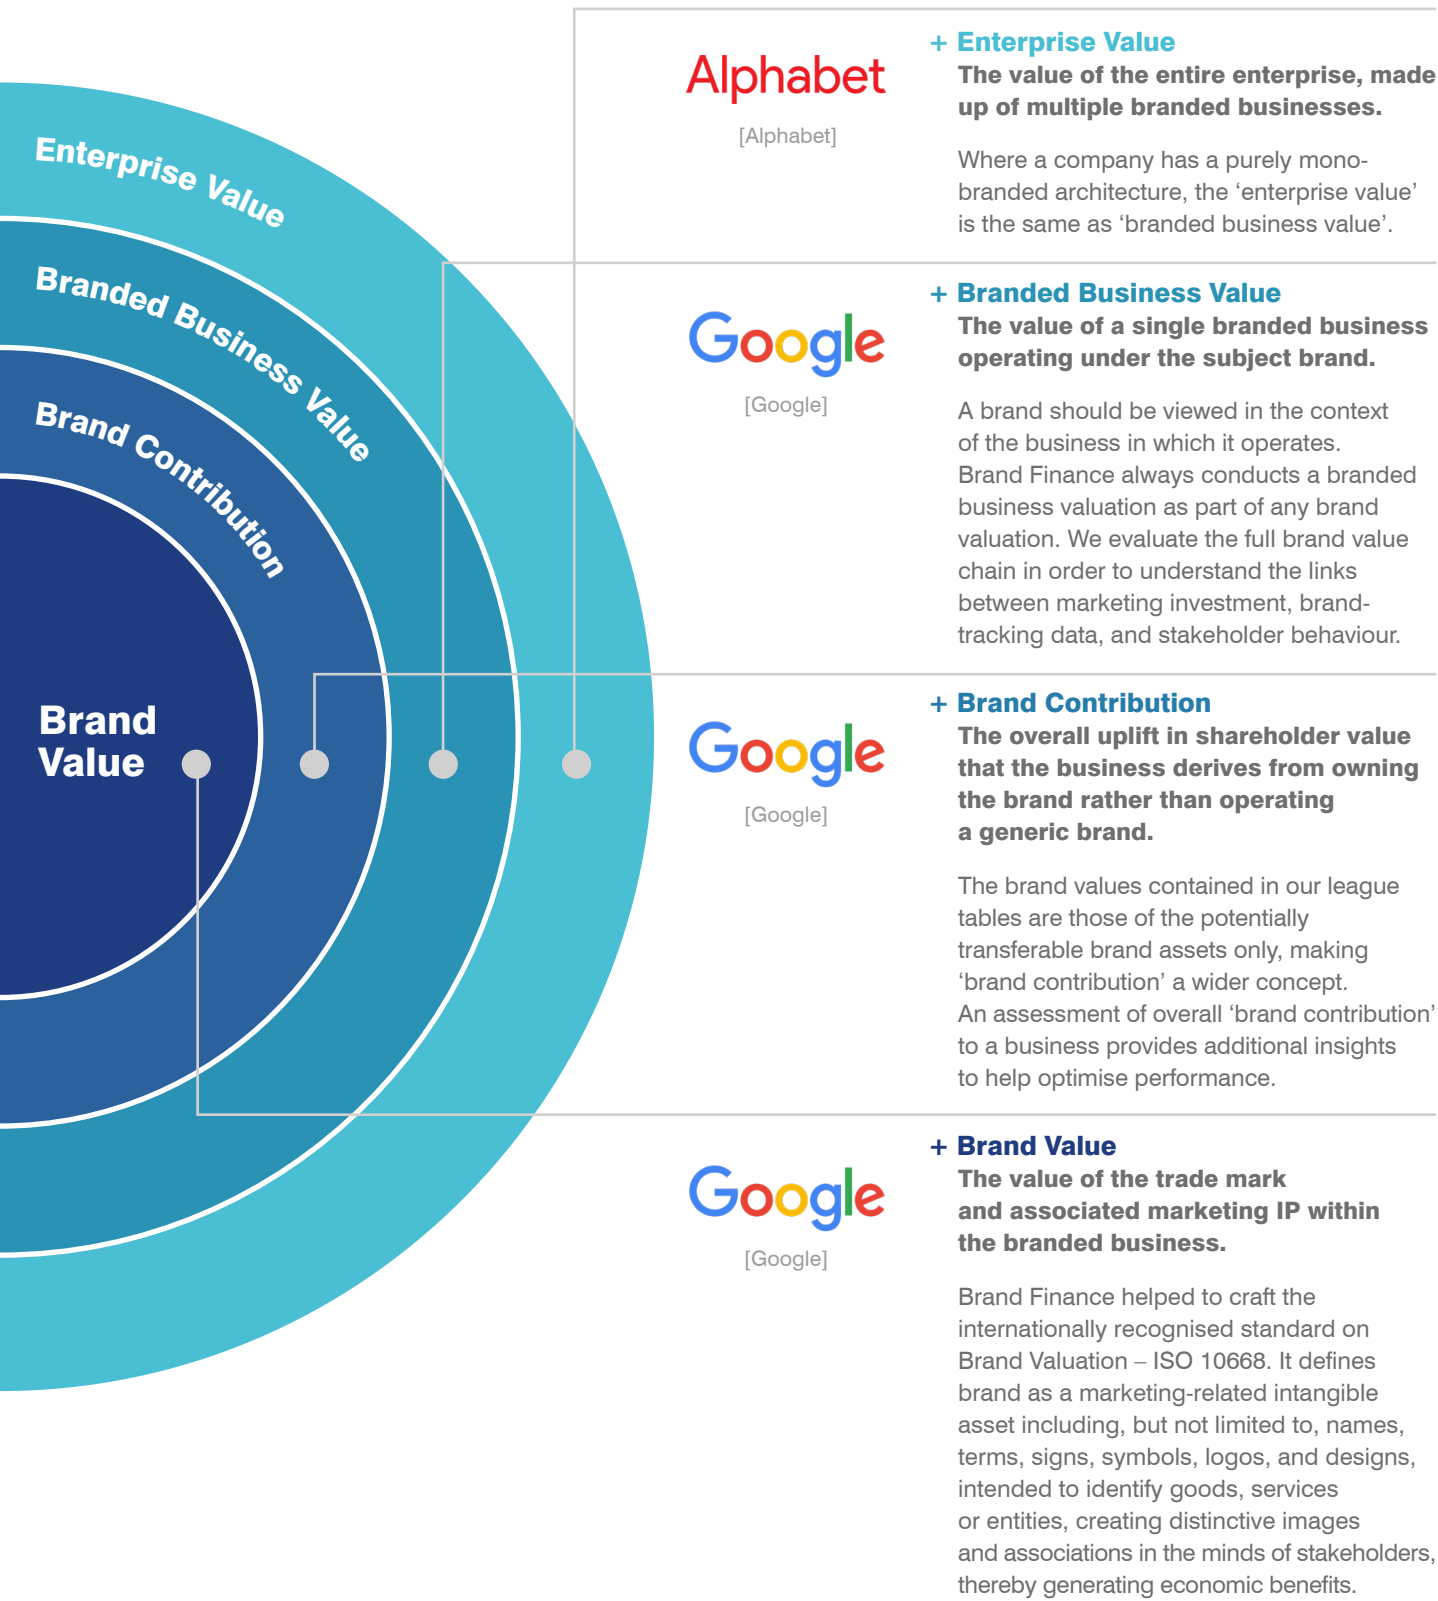 Enterprise Value
Branded Business Value
Brand Contribution
Brand
Value
Alphabet
[Alphabet]
+ Enterprise Value
The value of the entire enterprise, made
up of multiple branded businesses.
Where a company has a purely mono-
branded architecture, the ‘enterprise value’
is the same as ‘branded business value’.
Google
[Google]
+ Branded Business Value
The value of a single branded business
operating under the subject brand.
A brand should be viewed in the context
of the business in which it operates.
Brand Finance always conducts a branded
business valuation as part of any brand
valuation. We evaluate the full brand value
chain in order to understand the links
between marketing investment, brand-
tracking data, and stakeholder behaviour.
Google
[Google]
+ Brand Contribution
The overall uplift in shareholder value
that the business derives from owning
the brand rather than operating
a generic brand.
The brand values contained in our league
tables are those of the potentially
transferable brand assets only, making
‘brand contribution’ a wider concept.
An assessment of overall ‘brand contribution’
to a business provides additional insights
to help optimise performance.
Google
[Google]
+ Brand Value
The value of the trade mark
and associated marketing IP within
the branded business.
Brand Finance helped to craft the
internationally recognised standard on
Brand Valuation – ISO 10668. It defines
brand as a marketing-related intangible
asset including, but not limited to, names,
terms, signs, symbols, logos, and designs,
intended to identify goods, services
or entities, creating distinctive images
and associations in the minds of stakeholders,
thereby generating economic benefits.